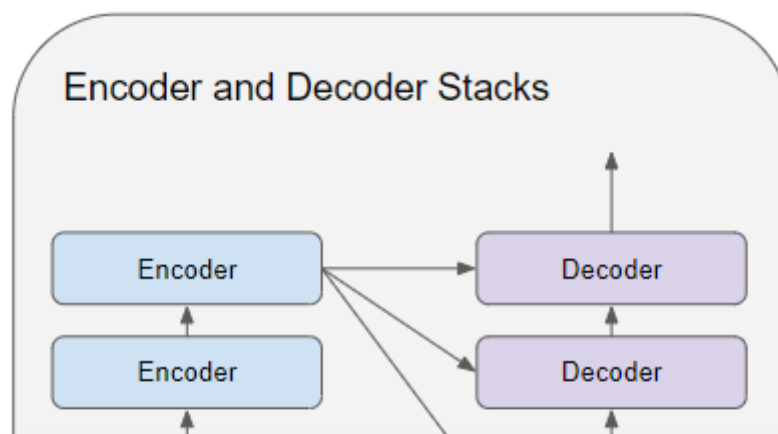 Encoder and Decoder Stacks
Encoder
Decoder
Encoder
Decoder